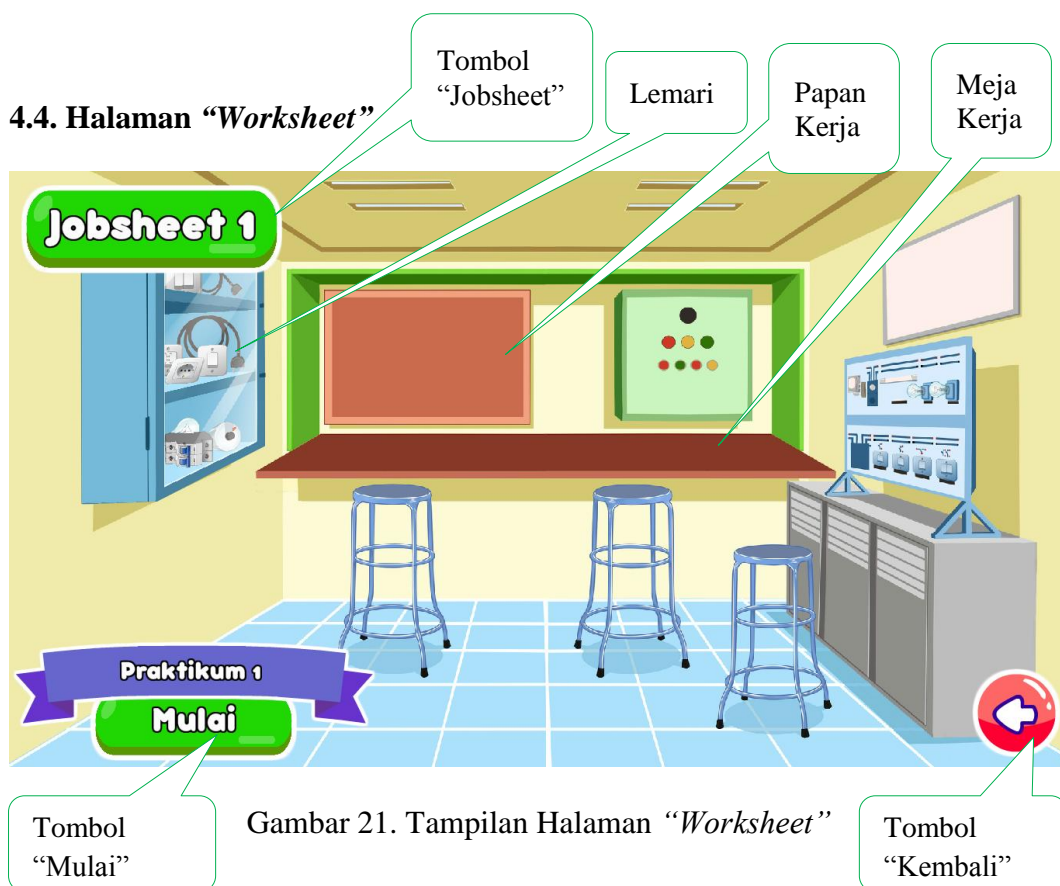 Tombol
“Jobsheet”
Lemari
Papan
Kerja
Meja
Kerja
4.4. Halaman “Worksheet”
Jobsheet 1
Praktikum 1
Mulai
Tombol
“Mulai”
Gambar 21. Tampilan Halaman “Worksheet”
Tombol
“Kembali”